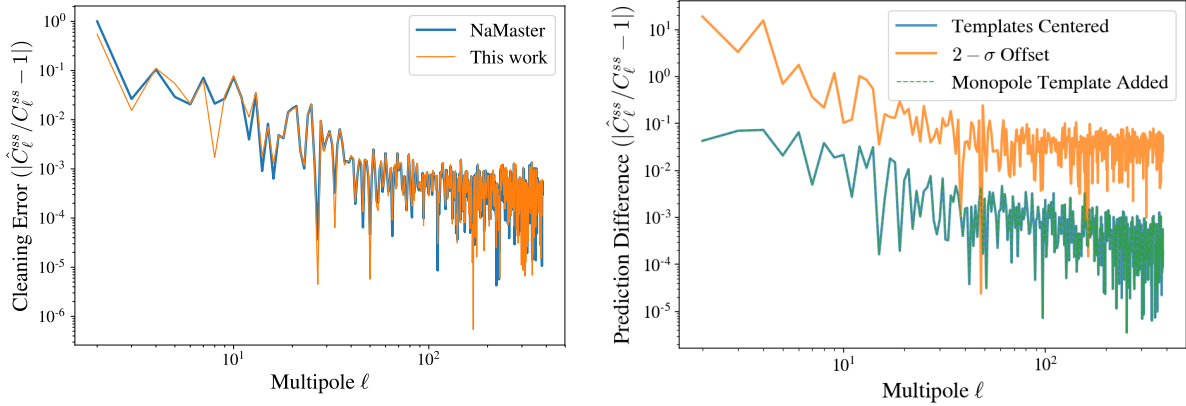 Cleaning Error (|Ĉ_ℓ^{ss}/C_ℓ^{ss} − 1|)
10^0
10^{-1}
10^{-2}
10^{-3}
10^{-4}
10^{-5}
10^{-6}
NaMaster
This work
10^1
10^2
Multipole ℓ
Prediction Difference (|Ĉ_ℓ^{ss}/C_ℓ^{ss} − 1|)
10^1
10^0
10^{-1}
10^{-2}
10^{-3}
10^{-4}
10^{-5}
Templates Centered
2 − σ Offset
Monopole Template Added
10^1
10^2
Multipole ℓ